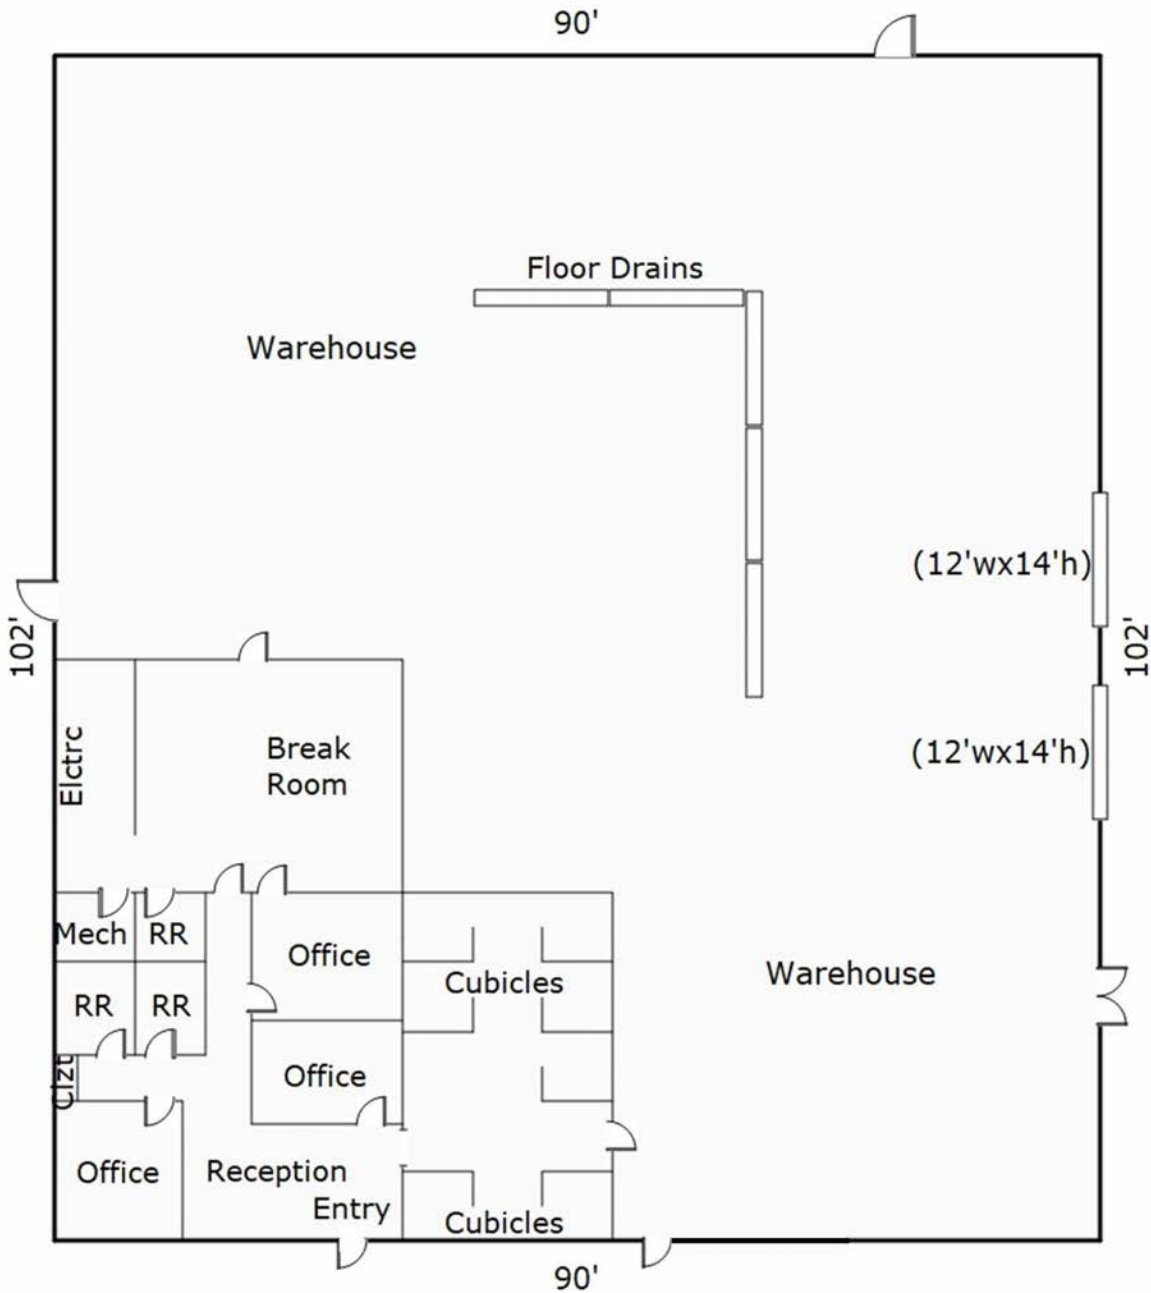 90'
Floor Drains
Warehouse
(12'wx14'h)
102'
102'
Elctrc
Break
Room
(12'wx14'h)
Mech
RR
Office
Cubicles
Warehouse
RR
RR
Clzt
Office
Office
Reception
Entry
Cubicles
90'